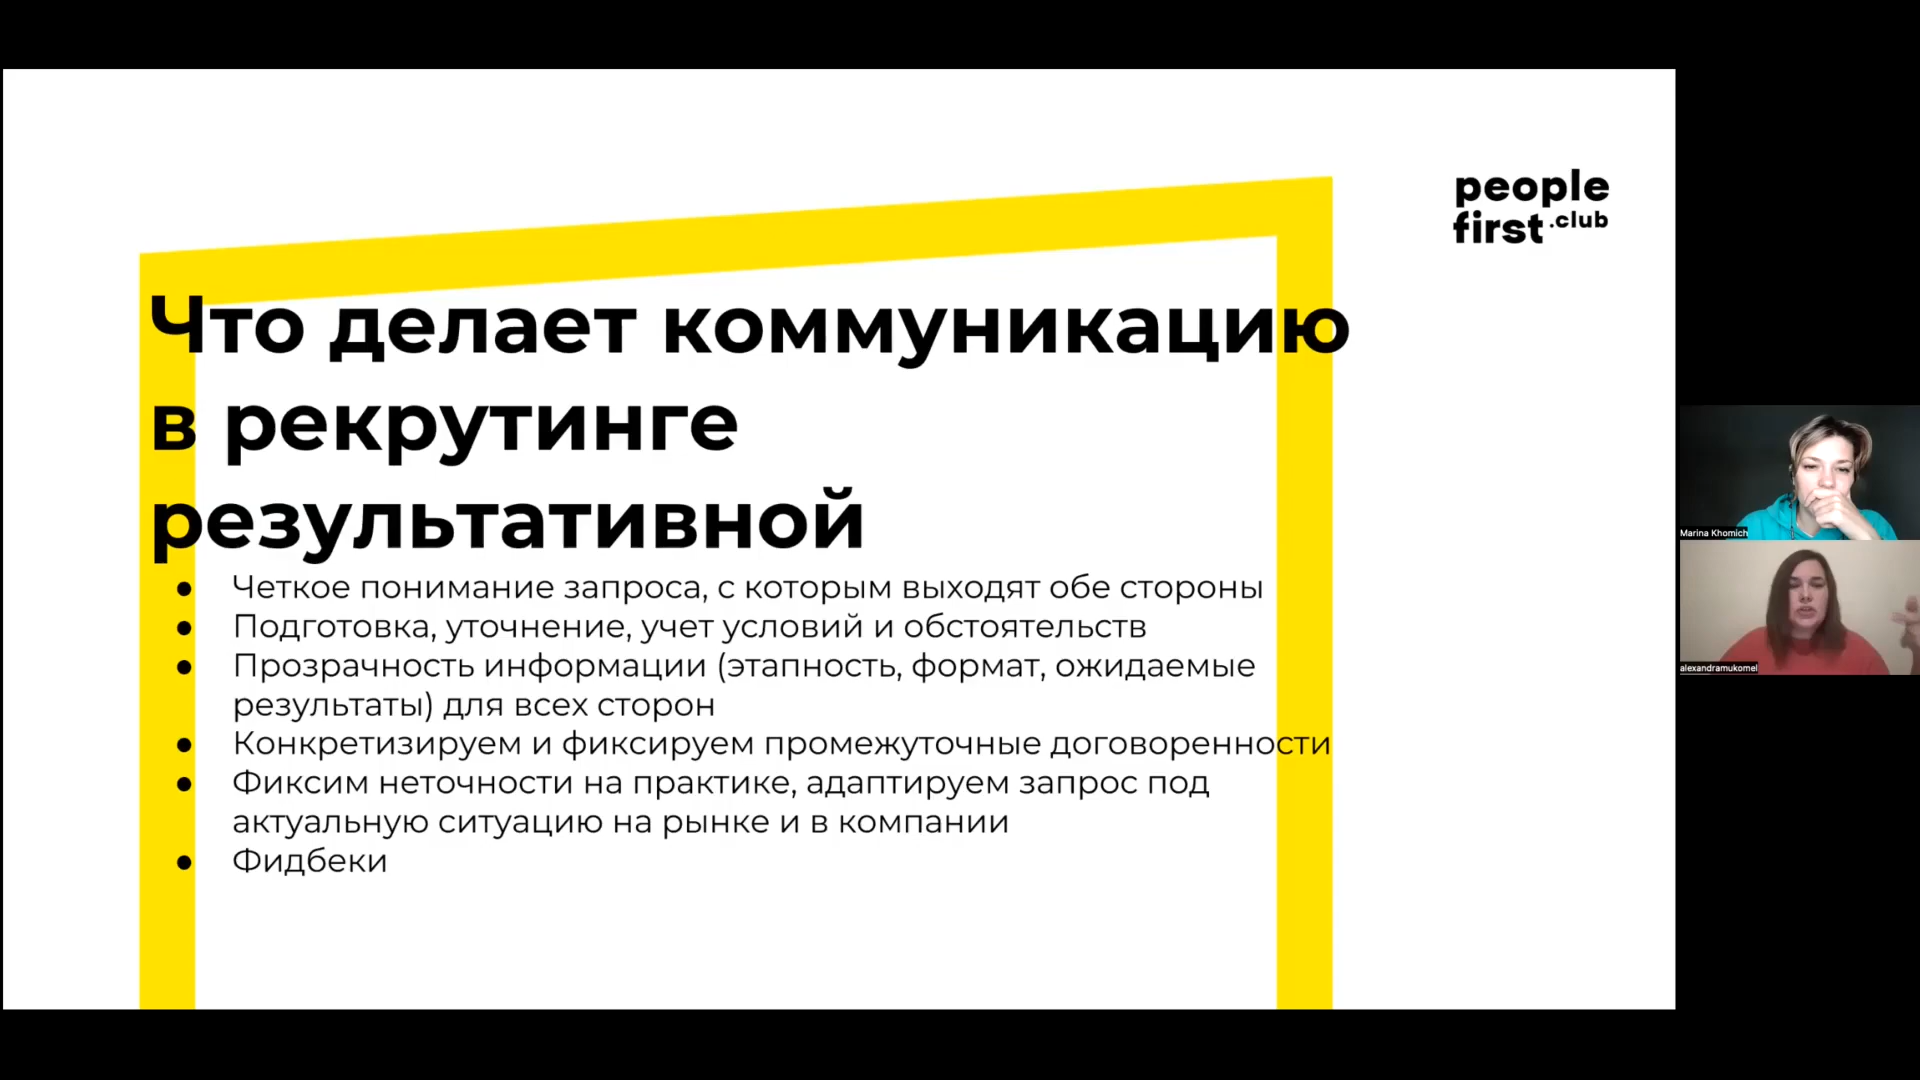 people
first .club
Что делает коммуникацию
в рекрутинге
результативной
● Четкое понимание запроса, с которым выходят обе стороны
● Подготовка, уточнение, учет условий и обстоятельств
● Прозрачность информации (этапность, формат, ожидаемые
результаты) для всех сторон
● Конкретизируем и фиксируем промежуточные договоренности
● Фиксим неточности на практике, адаптируем запрос под
актуальную ситуацию на рынке и в компании
● Фидбеки
Marina Khomich
alexandramukomel